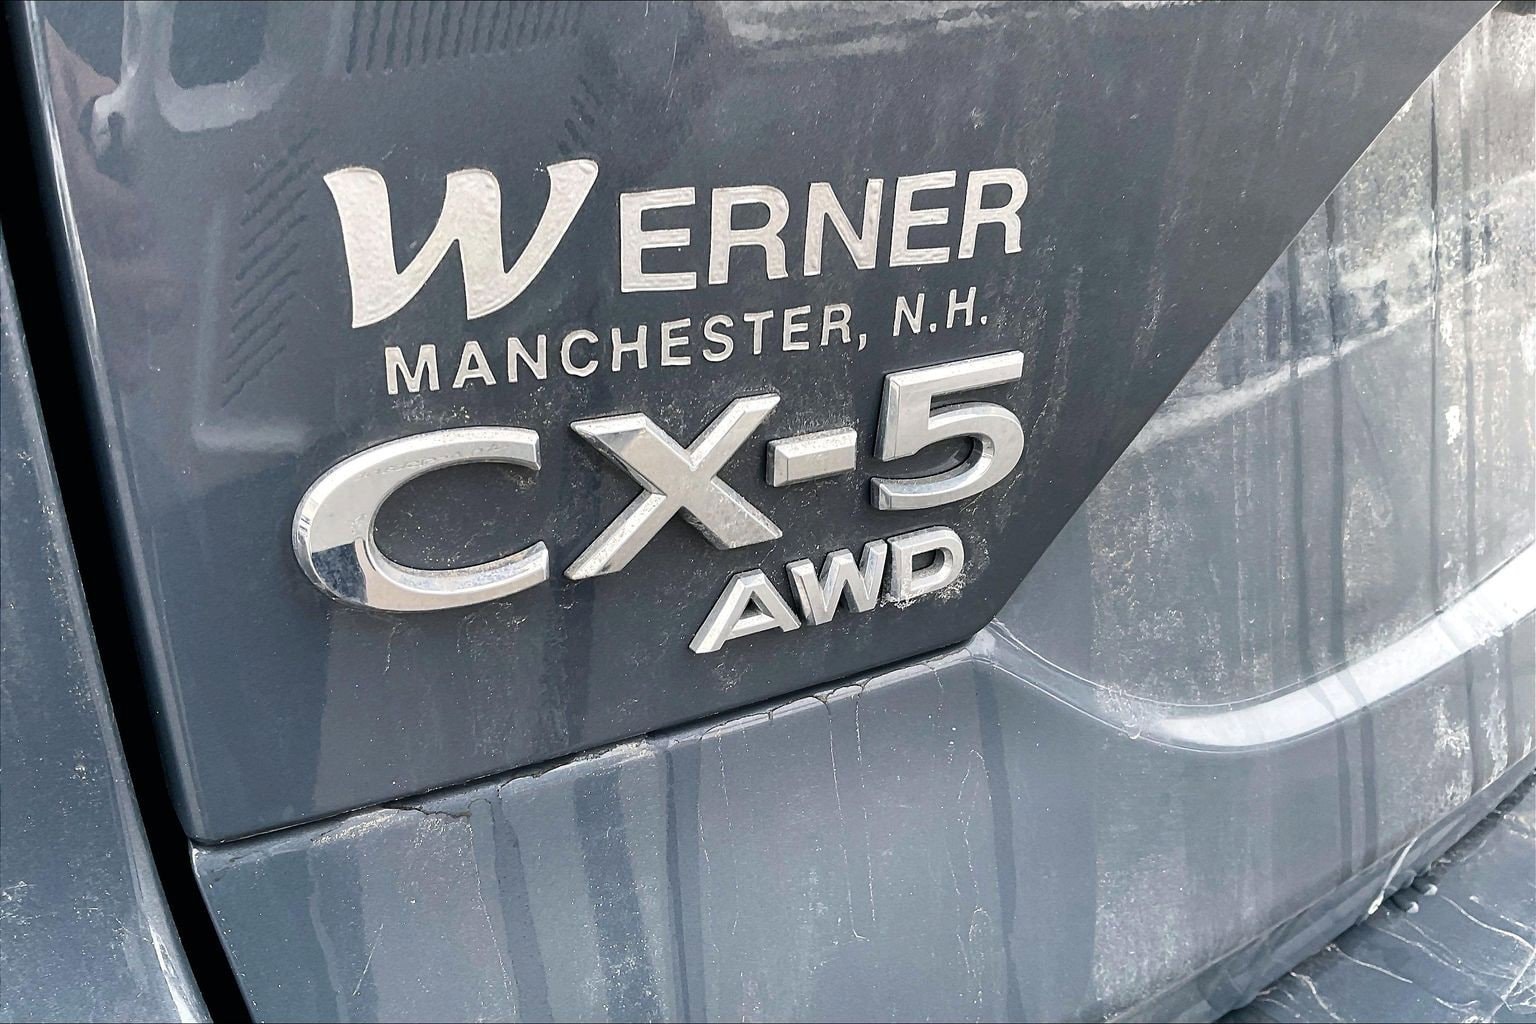 WERNER
MANCHESTER, N.H.
CX-5
AWD